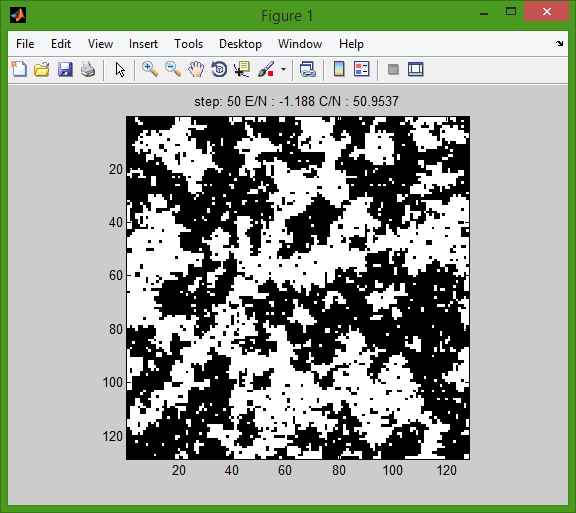 Figure 1
File Edit View Insert Tools Desktop Window Help
step: 50 E/N : -1.188 C/N : 50.9537
20
40
60
80
100
120
20 40 60 80 100 120